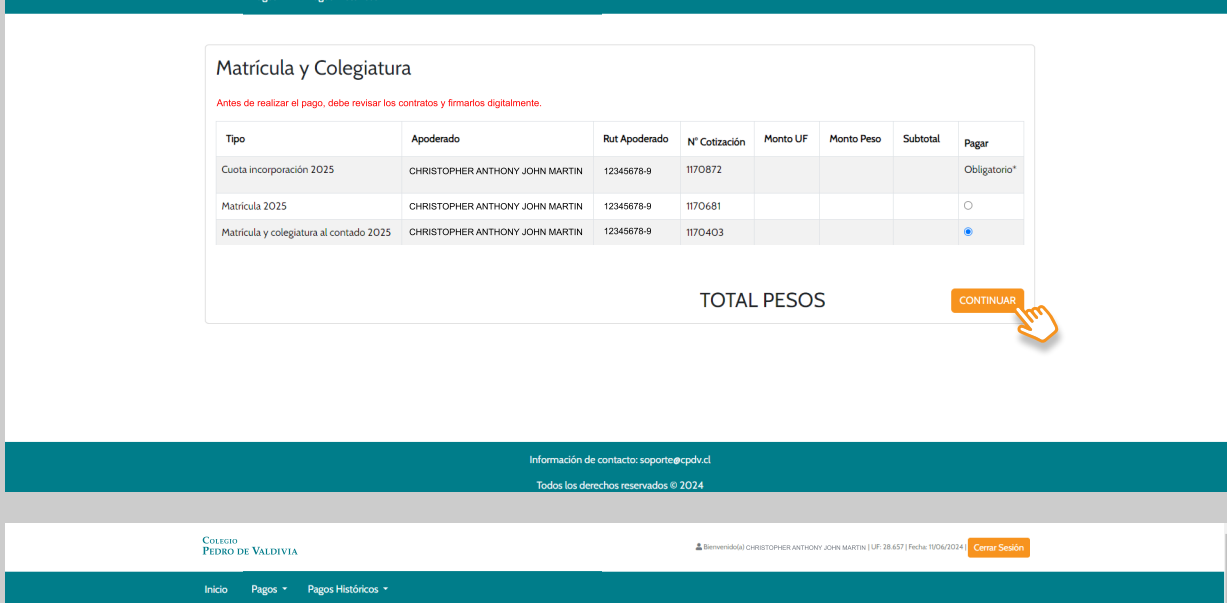 Matrícula y Colegiatura
Antes de realizar el pago, debe revisar los contratos y firmarlos digitalmente.
Tipo Apoderado Rut Apoderado N° Cotización Monto UF Monto Peso Subtotal Pagar
Cuota incorporación 2025 CHRISTOPHER ANTHONY JOHN MARTIN 12345678-9 1170872 Obligatorio*
Matrícula 2025 CHRISTOPHER ANTHONY JOHN MARTIN 12345678-9 1170681
Matrícula y colegiatura al contado 2025 CHRISTOPHER ANTHONY JOHN MARTIN 12345678-9 1170403
TOTAL PESOS CONTINUAR
Información de contacto: soporte@cpdv.cl
Todos los derechos reservados © 2024
COLEGIO
PEDRO DE VALDIVIA
Bienvenido(a) CHRISTOPHER ANTHONY JOHN MARTIN | UF: 28.657 | Fecha: 11/06/2024 | Cerrar Sesión
Inicio Pagos Pagos Históricos